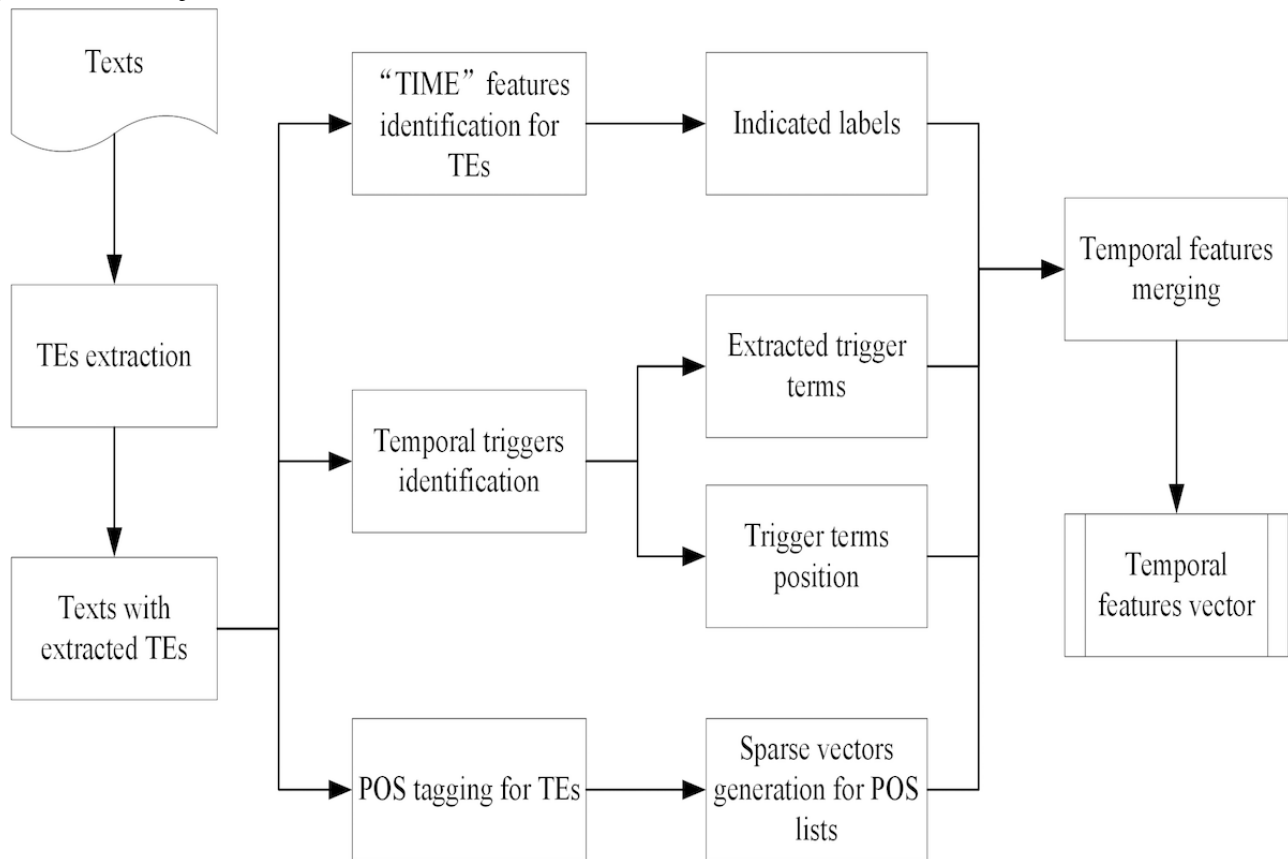 Texts
TEs extraction
Texts with
extracted TEs
“TIME” features
identification for
TEs
Temporal triggers
identification
POS tagging for TEs
Indicated labels
Extracted trigger
terms
Trigger terms
position
Sparse vectors
generation for POS
lists
Temporal features
merging
Temporal
features vector